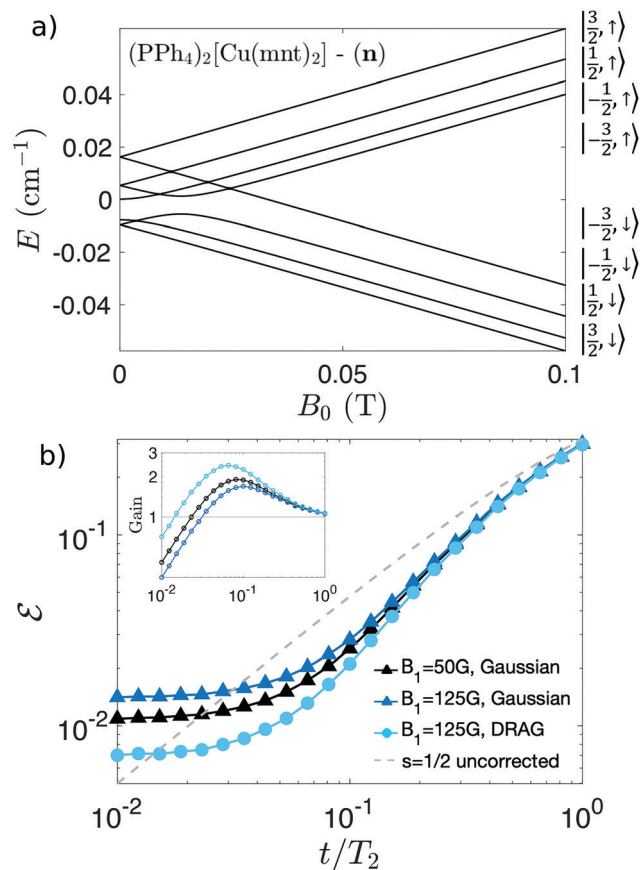 a)
(PPh₄)₂[Cu(mnt)₂] - (n)
E (cm⁻¹)
0.04
0.02
0
-0.02
-0.04
0
0.05
0.1
B₀ (T)
|3/2, ↑⟩
|1/2, ↑⟩
|-1/2, ↑⟩
|-3/2, ↑⟩
|-3/2, ↓⟩
|-1/2, ↓⟩
|1/2, ↓⟩
|3/2, ↓⟩
b)
Gain
3
2
1
10⁻²
10⁻¹
10⁰
ℰ
10⁻¹
10⁻²
B₁=50G, Gaussian
B₁=125G, Gaussian
B₁=125G, DRAG
s=1/2 uncorrected
10⁻²
10⁻¹
10⁰
t/T₂